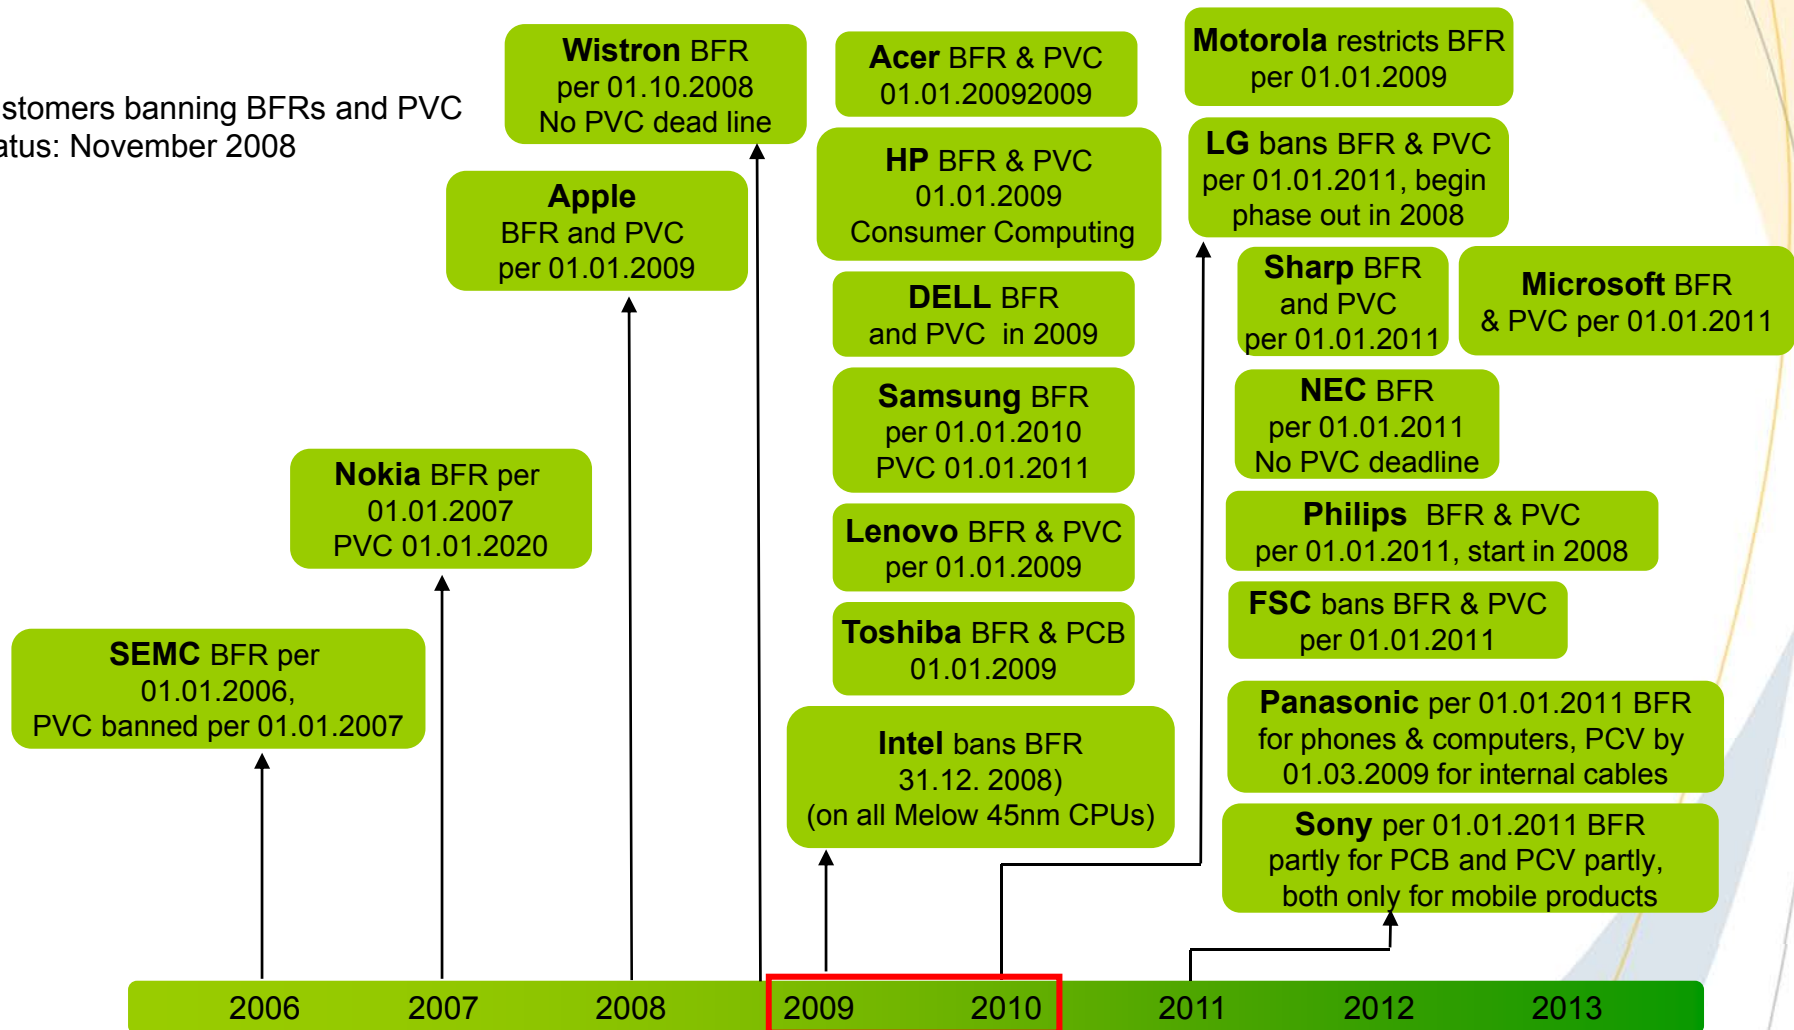 stomers banning BFRs and PVC
atus: November 2008
Wistron BFR
per 01.10.2008
No PVC dead line
Apple
BFR and PVC
per 01.01.2009
Nokia BFR per
01.01.2007
PVC 01.01.2020
SEMC BFR per
01.01.2006,
PVC banned per 01.01.2007
Acer BFR & PVC
01.01.20092009
HP BFR & PVC
01.01.2009
Consumer Computing
DELL BFR
and PVC in 2009
Samsung BFR
per 01.01.2010
PVC 01.01.2011
Lenovo BFR & PVC
per 01.01.2009
Toshiba BFR & PCB
01.01.2009
Intel bans BFR
31.12. 2008)
(on all Melow 45nm CPUs)
Motorola restricts BFR
per 01.01.2009
LG bans BFR & PVC
per 01.01.2011, begin
phase out in 2008
Sharp BFR
and PVC
per 01.01.2011
Microsoft BFR
& PVC per 01.01.2011
NEC BFR
per 01.01.2011
No PVC deadline
Philips BFR & PVC
per 01.01.2011, start in 2008
FSC bans BFR & PVC
per 01.01.2011
Panasonic per 01.01.2011 BFR
for phones & computers, PCV by
01.03.2009 for internal cables
Sony per 01.01.2011 BFR
partly for PCB and PCV partly,
both only for mobile products
2006 2007 2008 2009 2010 2011 2012 2013